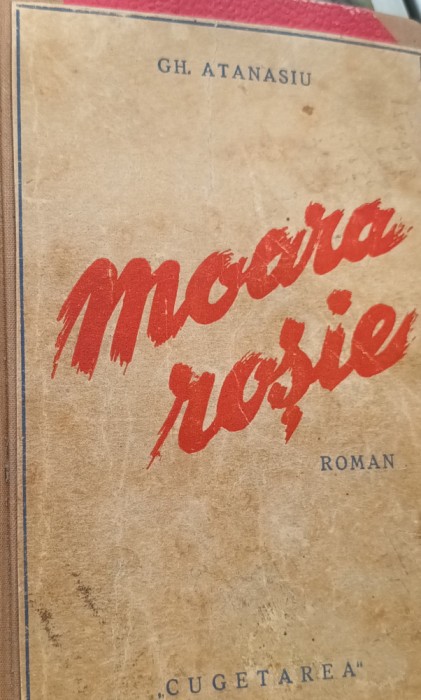 GH. ATANASIU
moara
roșie
ROMAN
„CUGETAREA“